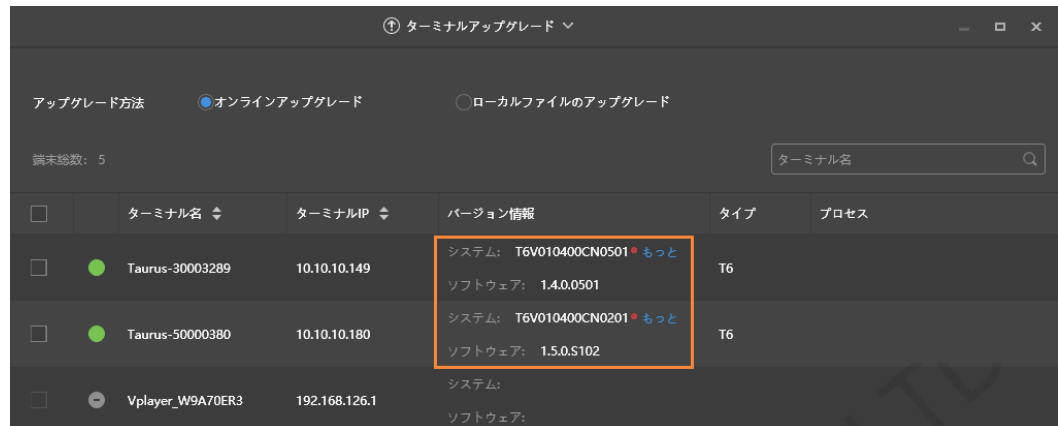 ターミナルアップグレード
アップグレード方法 オンラインアップグレード ローカルファイルのアップグレード
端末総数: 5 ターミナル名
ターミナル名 ターミナルIP バージョン情報 タイプ プロセス
システム: T6V010400CN0501 もっと
Taurus-30003289 10.10.10.149 T6
ソフトウェア: 1.4.0.0501
システム: T6V010400CN0201 もっと
Taurus-50000380 10.10.10.180 T6
ソフトウェア: 1.5.0.S102
システム:
Vplayer_W9A70ER3 192.168.126.1
ソフトウェア:
LTD